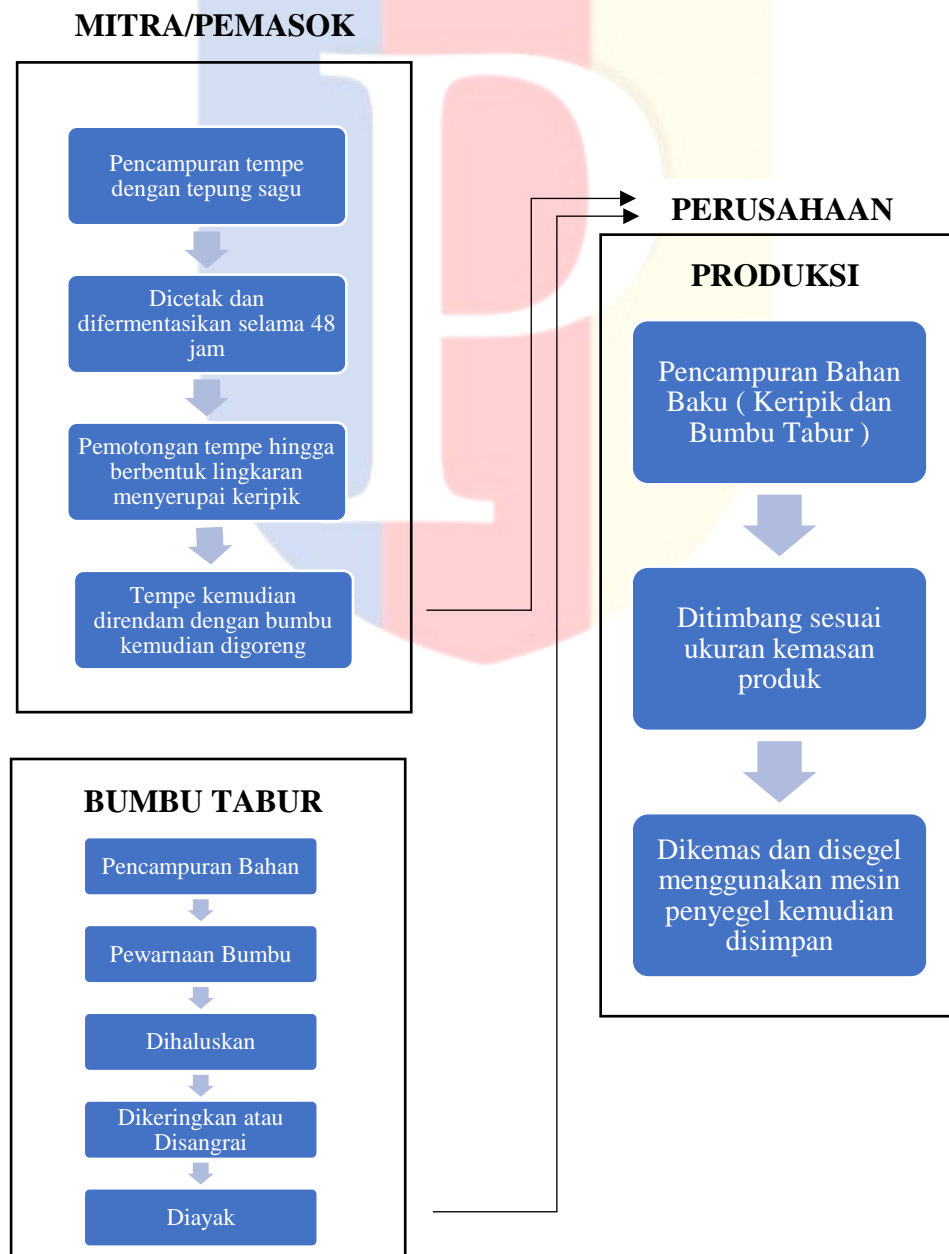 MITRA/PEMASOK
Pencampuran tempe
dengan tepung sagu
Dicetak dan
difermentasikan selama 48
jam
Pemotongan tempe hingga
berbentuk lingkaran
menyerupai keripik
Tempe kemudian
direndam dengan bumbu
kemudian digoreng
BUMBU TABUR
Pencampuran Bahan
Pewarnaan Bumbu
Dihaluskan
Dikeringkan atau
Disangrai
Diayak
PERUSAHAAN
PRODUKSI
Pencampuran Bahan
Baku ( Keripik dan
Bumbu Tabur )
Ditimbang sesuai
ukuran kemasan
produk
Dikemas dan disegel
menggunakan mesin
penyegel kemudian
disimpan